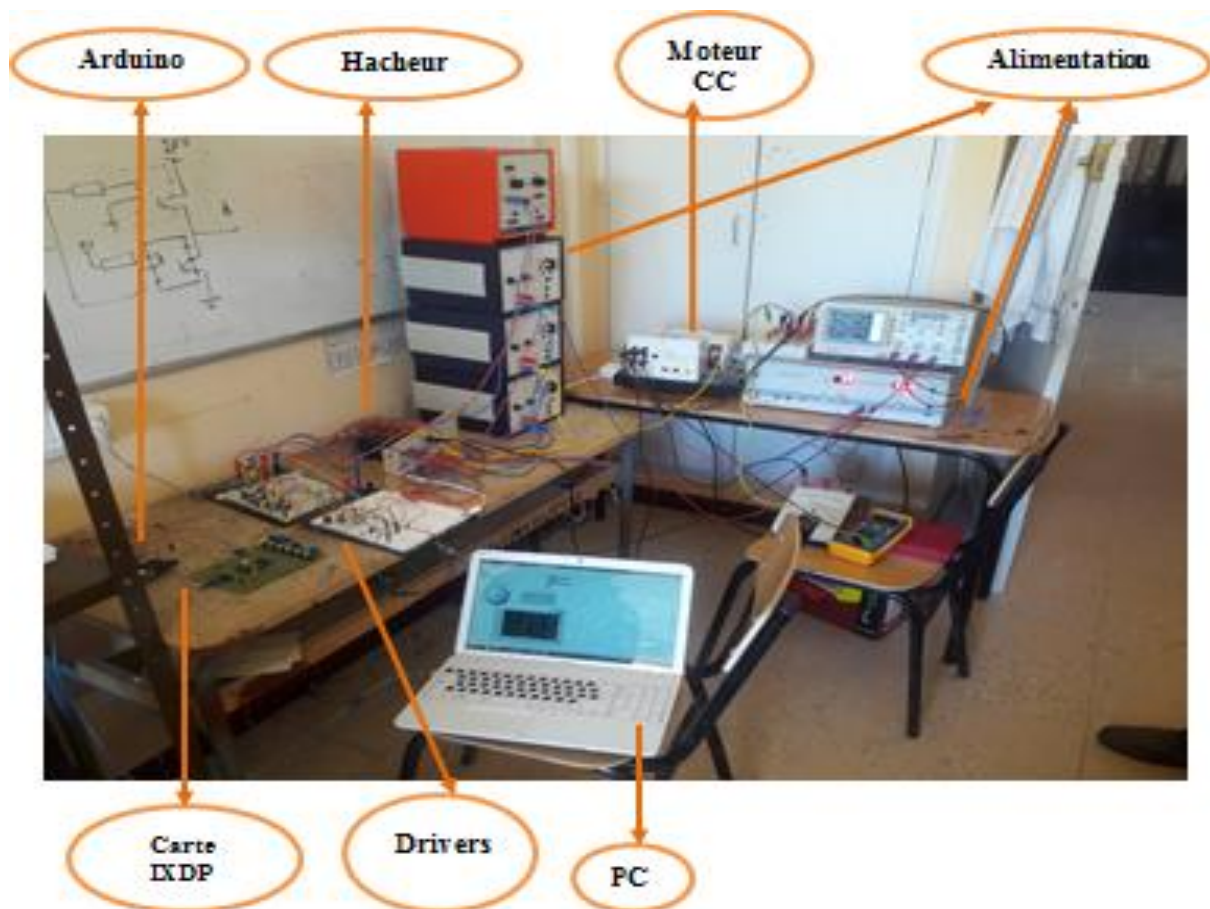 Arduino
Hacheur
Moteur
CC
Alimentation
Carte
IXDP
Drivers
PC